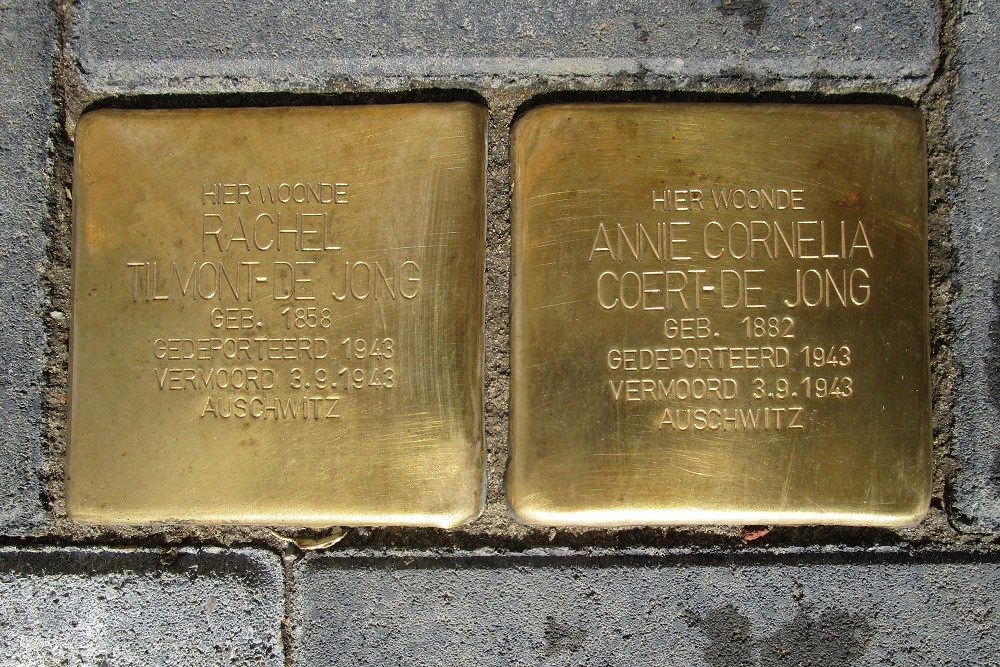 HIER WOONDE
RACHEL
TILMONT-DE JONG
GEB. 1858
GEDEPORTEERD 1943
VERMOORD 3.9.1943
AUSCHWITZ
HIER WOONDE
ANNIE CORNELIA
COERT-DE JONG
GEB. 1882
GEDEPORTEERD 1943
VERMOORD 3.9.1943
AUSCHWITZ